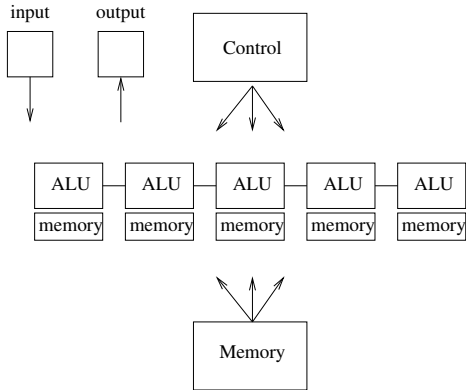 input output
Control
ALU ALU ALU ALU ALU
memory memory memory memory memory
Memory